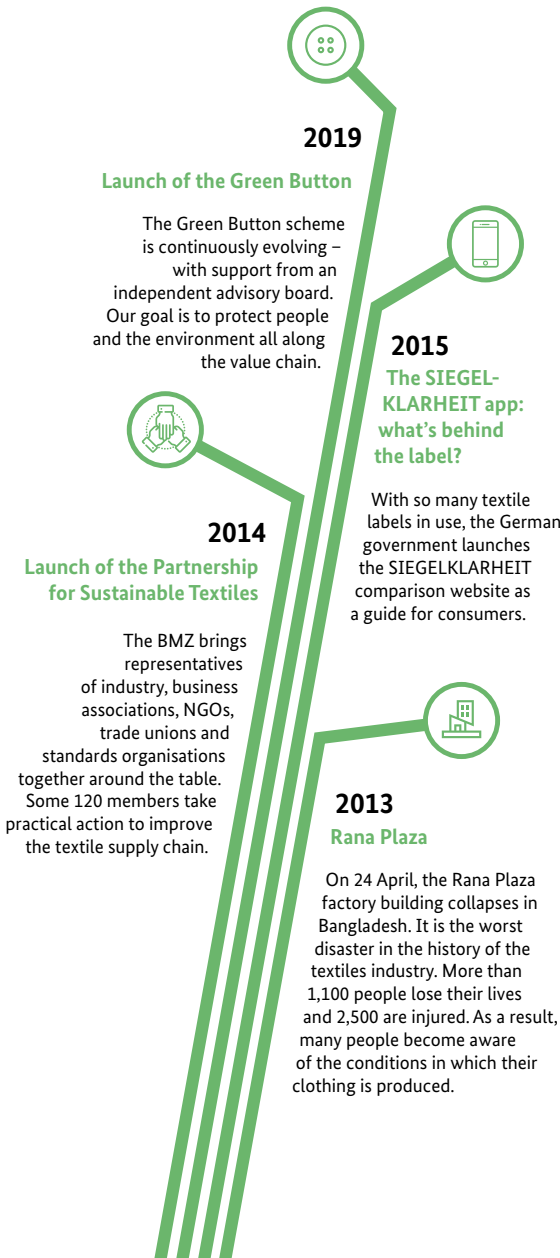 2019
Launch of the Green Button
The Green Button scheme
is continuously evolving –
with support from an
independent advisory board.
Our goal is to protect people
and the environment all along
the value chain.
2015
The SIEGEL-
KLARHEIT app:
what's behind
the label?
With so many textile
labels in use, the German
government launches
the SIEGELKLARHEIT
comparison website as
a guide for consumers.
2014
Launch of the Partnership
for Sustainable Textiles
The BMZ brings
representatives
of industry, business
associations, NGOs,
trade unions and
standards organisations
together around the table.
Some 120 members take
practical action to improve
the textile supply chain.
2013
Rana Plaza
On 24 April, the Rana Plaza
factory building collapses in
Bangladesh. It is the worst
disaster in the history of the
textiles industry. More than
1,100 people lose their lives
and 2,500 are injured. As a result,
many people become aware
of the conditions in which their
clothing is produced.